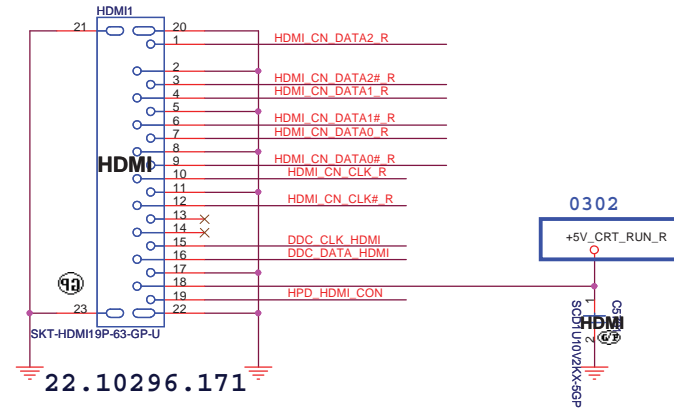 HDMI1
21
20
1
HDMI_CN_DATA2_R
2
3
HDMI_CN_DATA2#_R
4
HDMI_CN_DATA1_R
5
6
HDMI_CN_DATA1#_R
7
HDMI_CN_DATA0_R
8
HDMI
9
HDMI_CN_DATA0#_R
10
HDMI_CN_CLK_R
11
12
HDMI_CN_CLK#_R
13
14
15
DDC_CLK_HDMI
16
DDC_DATA_HDMI
17
18
19
HPD_HDMI_CON
GP
23
22
SKT-HDMI19P-63-GP-U
22.10296.171
0302
+5V_CRT_RUN_R
1
HDMI
2
SCD1U10V2KX-5GP